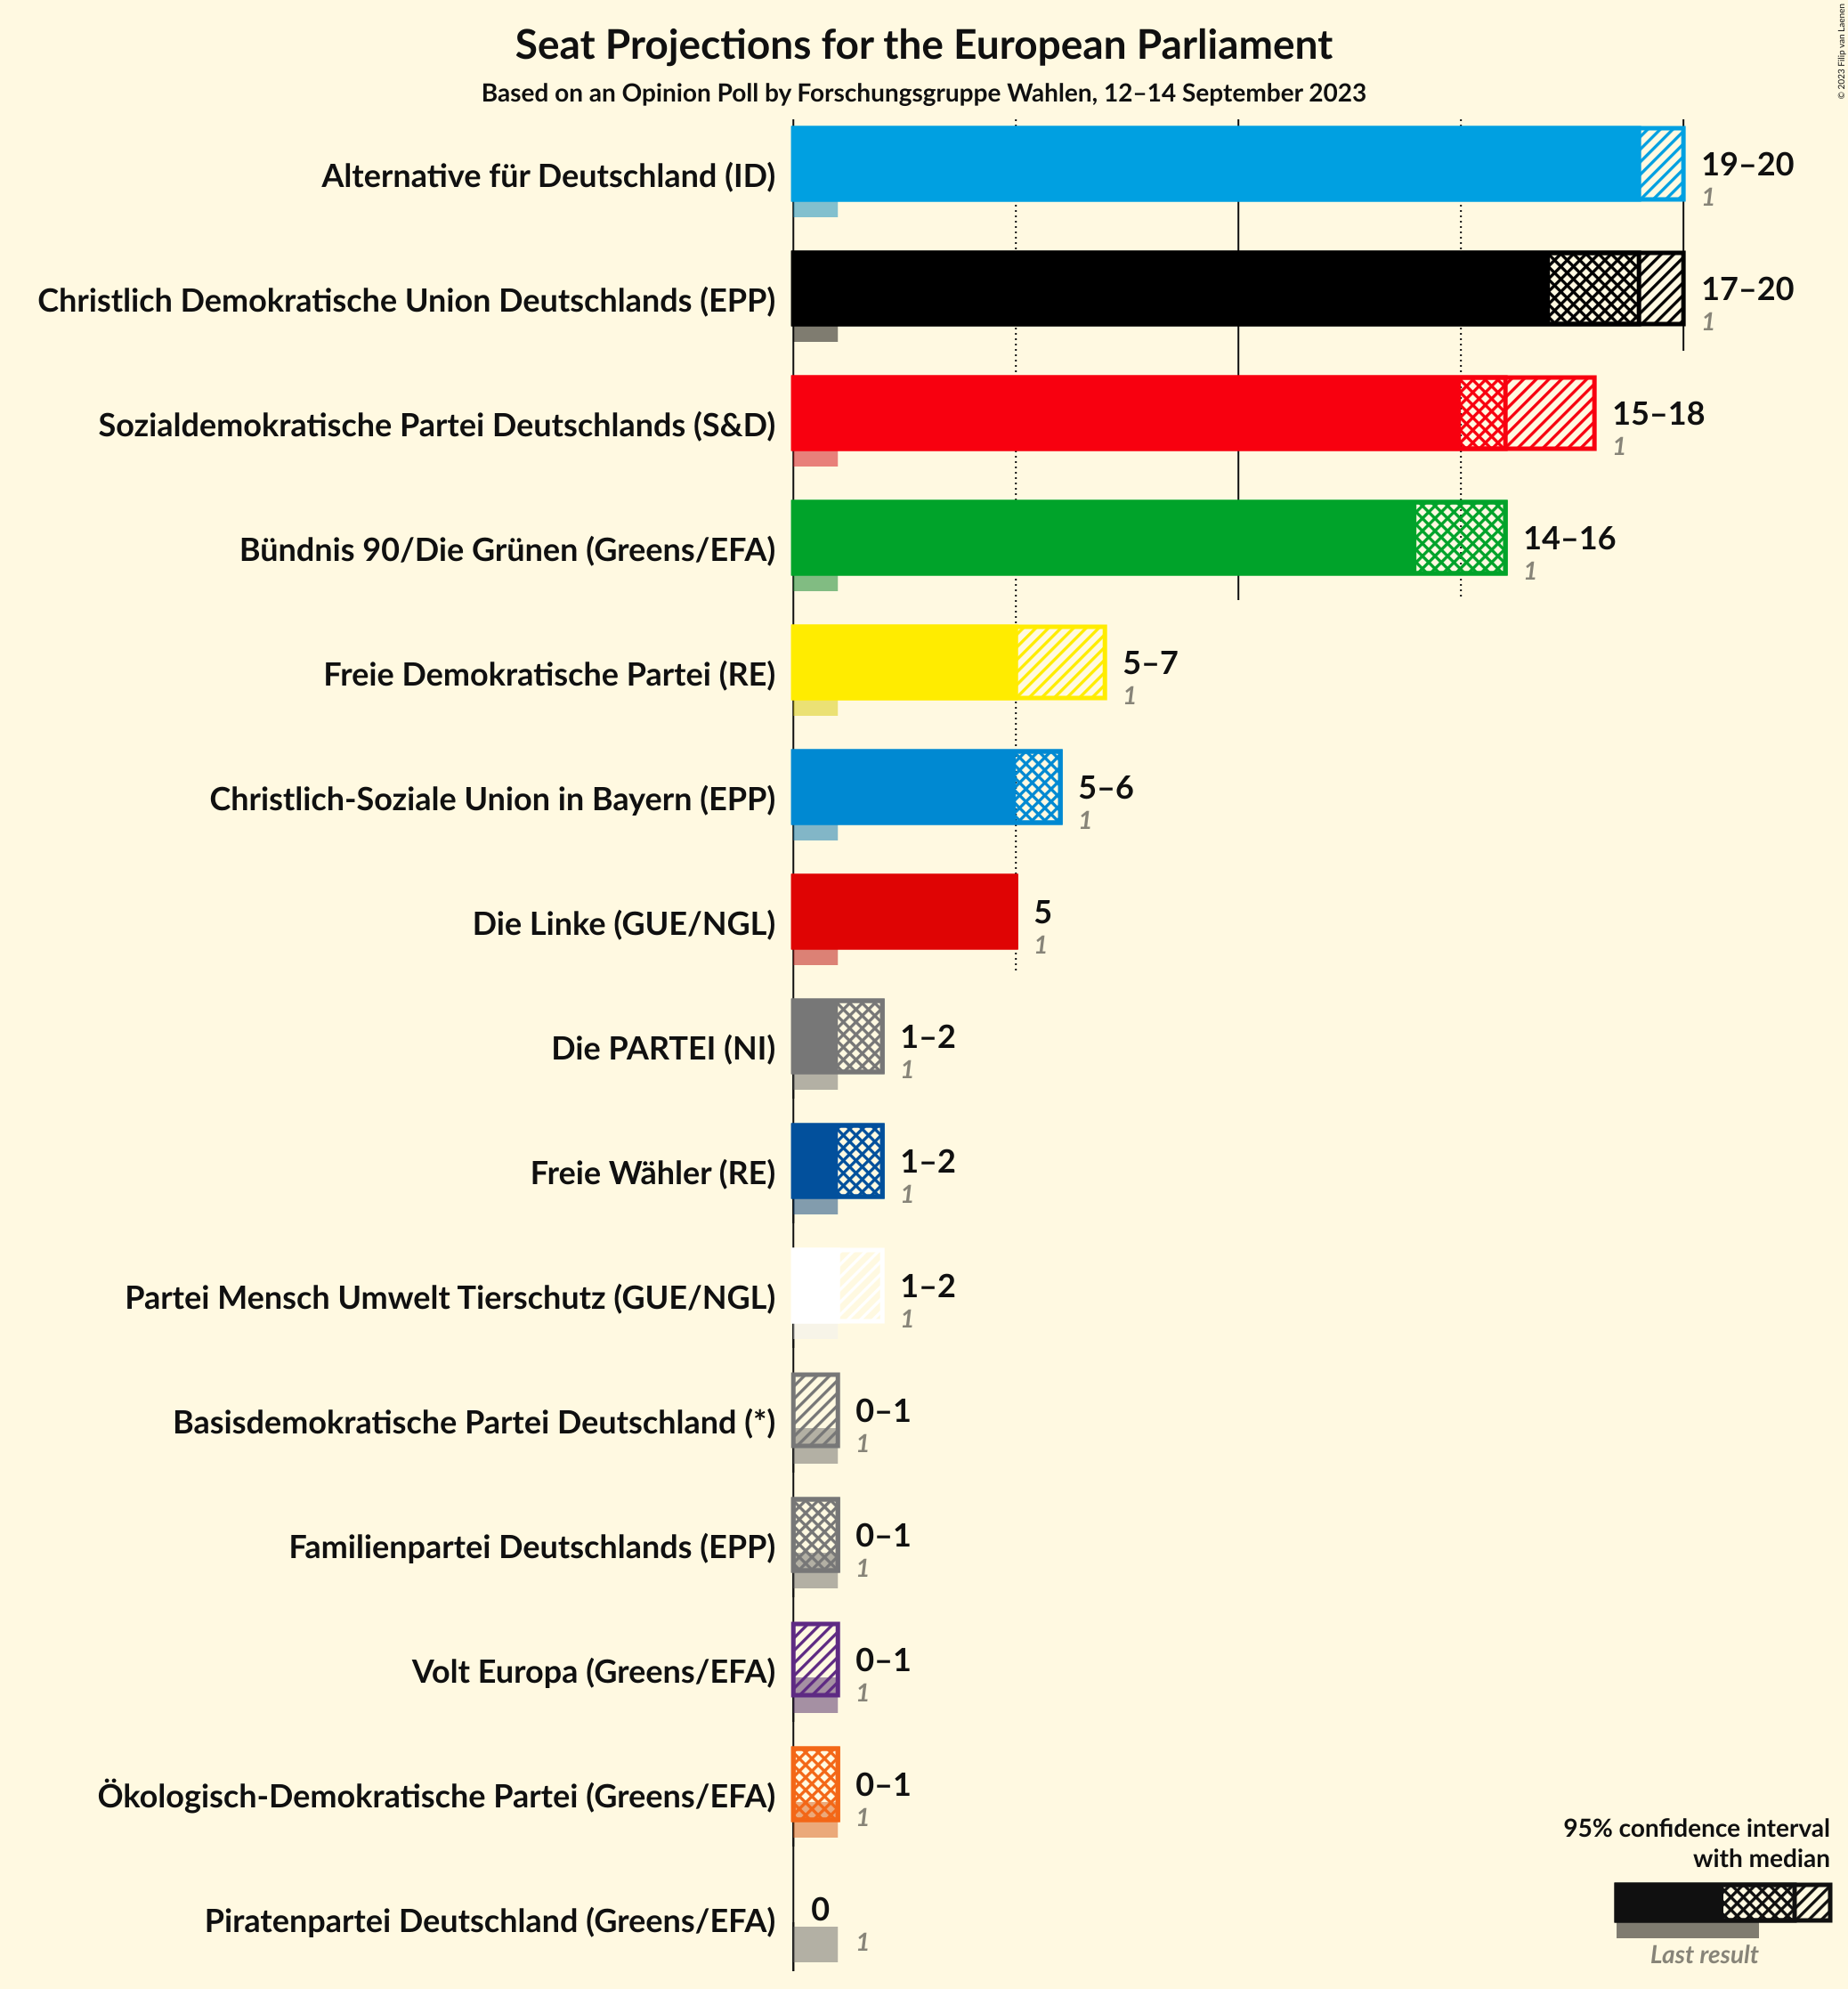 Seat Projections for the European Parliament
Based on an Opinion Poll by Forschungsgruppe Wahlen, 12–14 September 2023
© 2023 Filip van Laenen
Alternative für Deutschland (ID)
19–20
1
Christlich Demokratische Union Deutschlands (EPP)
17–20
1
Sozialdemokratische Partei Deutschlands (S&D)
15–18
1
Bündnis 90/Die Grünen (Greens/EFA)
14–16
1
Freie Demokratische Partei (RE)
5–7
1
Christlich-Soziale Union in Bayern (EPP)
5–6
1
Die Linke (GUE/NGL)
5
1
Die PARTEI (NI)
1–2
1
Freie Wähler (RE)
1–2
1
Partei Mensch Umwelt Tierschutz (GUE/NGL)
1–2
1
Basisdemokratische Partei Deutschland (*)
0–1
1
Familienpartei Deutschlands (EPP)
0–1
1
Volt Europa (Greens/EFA)
0–1
1
Ökologisch-Demokratische Partei (Greens/EFA)
0–1
1
Piratenpartei Deutschland (Greens/EFA)
0
1
95% confidence interval
with median
Last result